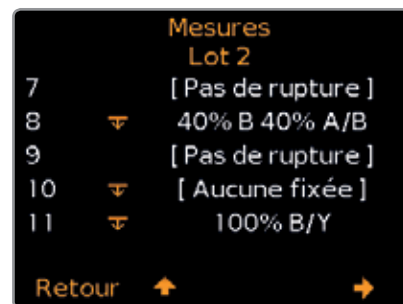 Mesures
Lot 2
7 [ Pas de rupture ]
8 40% B 40% A/B
9 [ Pas de rupture ]
10 [ Aucune fixée ]
11 100% B/Y
Retour